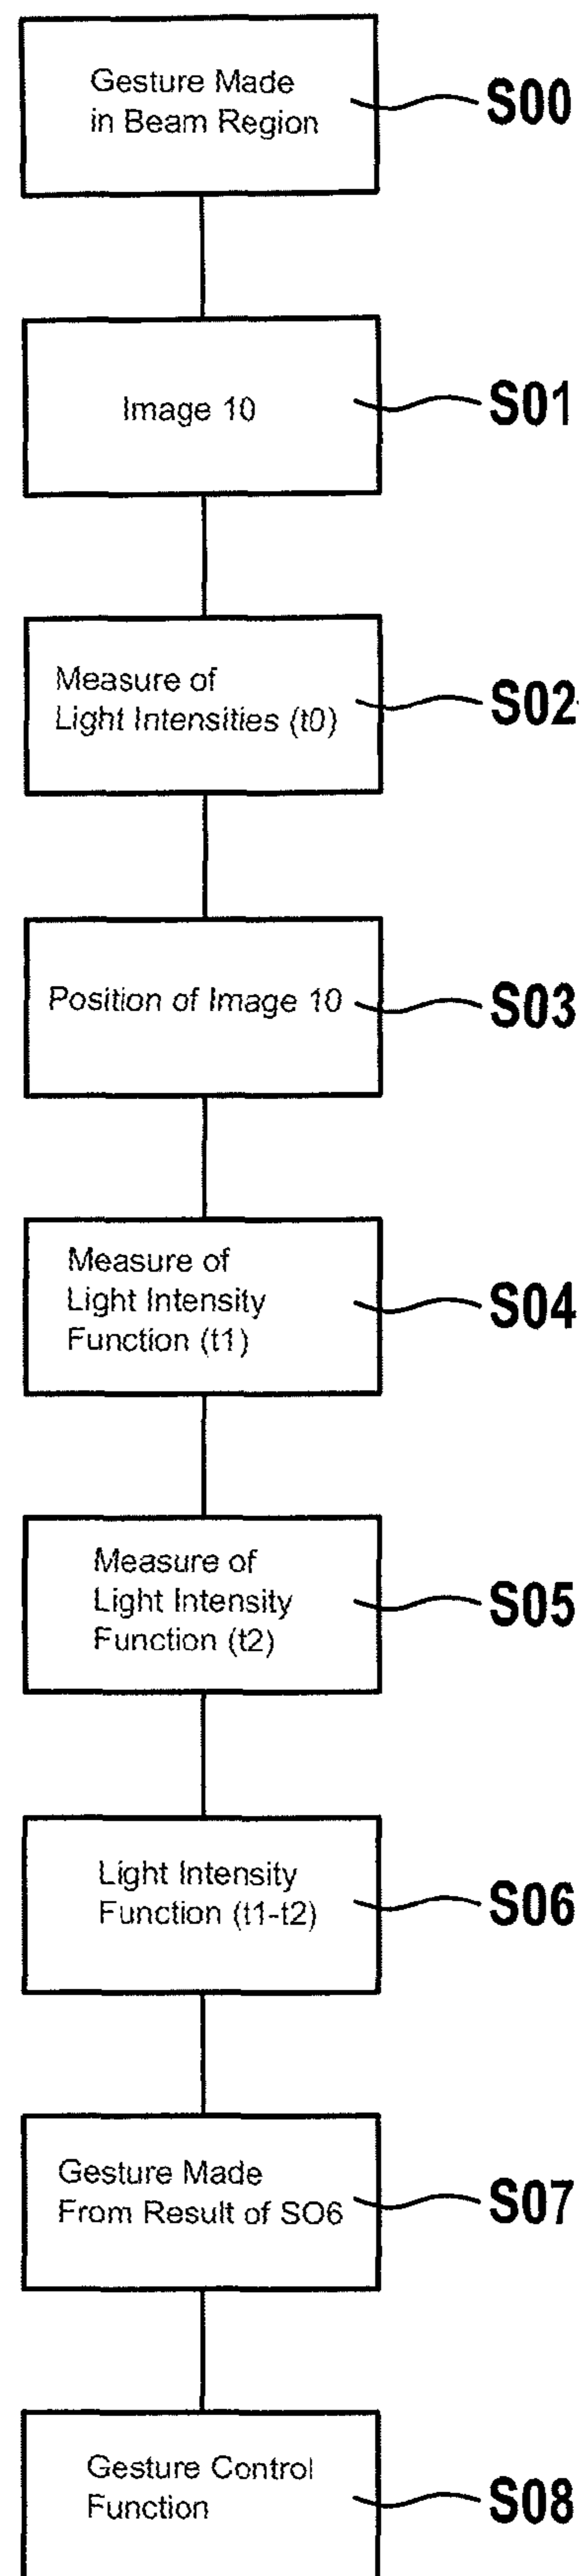 Gesture Made
in Beam Region
S00
Image 10
S01
Measure of
Light Intensities (t0)
S02
Position of Image 10
S03
Measure of
Light Intensity
Function (t1)
S04
Measure of
Light Intensity
Function (t2)
S05
Light Intensity
Function (t1-t2)
S06
Gesture Made
From Result of SO6
S07
Gesture Control
Function
S08